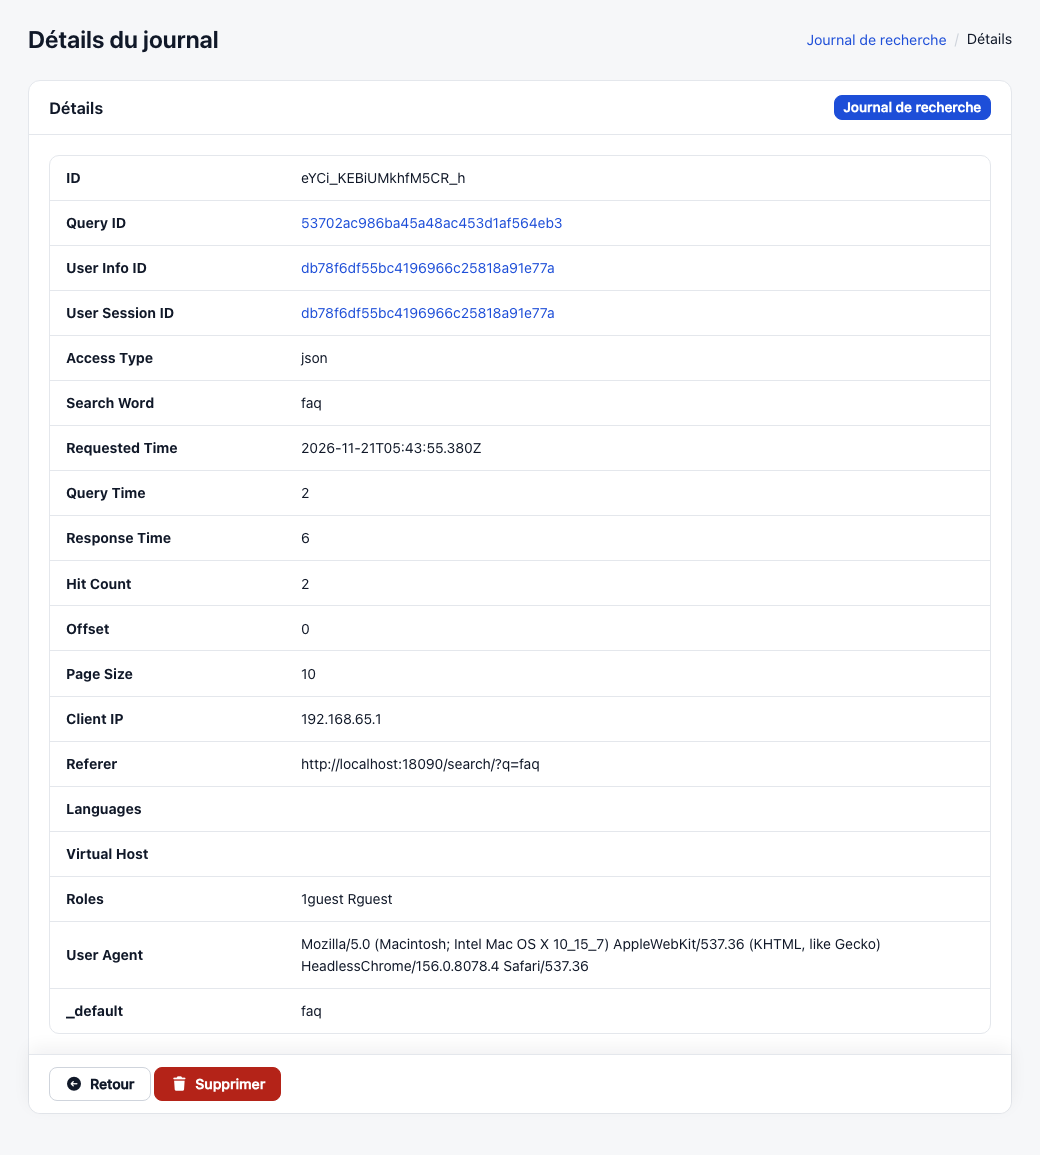 Détails du journal
Journal de recherche / Détails
Détails
Journal de recherche
ID eYCi_KEBiUMkhfM5CR_h
Query ID 53702ac986ba45a48ac453d1af564eb3
User Info ID db78f6df55bc4196966c25818a91e77a
User Session ID db78f6df55bc4196966c25818a91e77a
Access Type json
Search Word faq
Requested Time 2026-11-21T05:43:55.380Z
Query Time 2
Response Time 6
Hit Count 2
Offset 0
Page Size 10
Client IP 192.168.65.1
Referer http://localhost:18090/search/?q=faq
Languages
Virtual Host
Roles 1guest Rguest
User Agent Mozilla/5.0 (Macintosh; Intel Mac OS X 10_15_7) AppleWebKit/537.36 (KHTML, like Gecko)
HeadlessChrome/156.0.8078.4 Safari/537.36
_default faq
Retour Supprimer